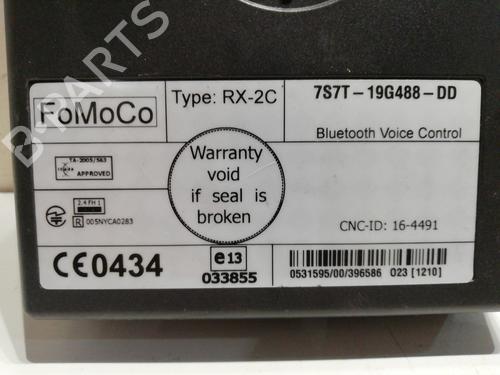 B-PARTS
FoMoCo
Type: RX-2C
7S7T-19G488-DD
Bluetooth Voice Control
TA-2005/563
APPROVED
Warranty
void
if seal is
broken
2.4 FH 1
R 005NYCA0283
CNC-ID: 16-4491
CE0434
e13
033855
0531595/00/396586 023 [1210]